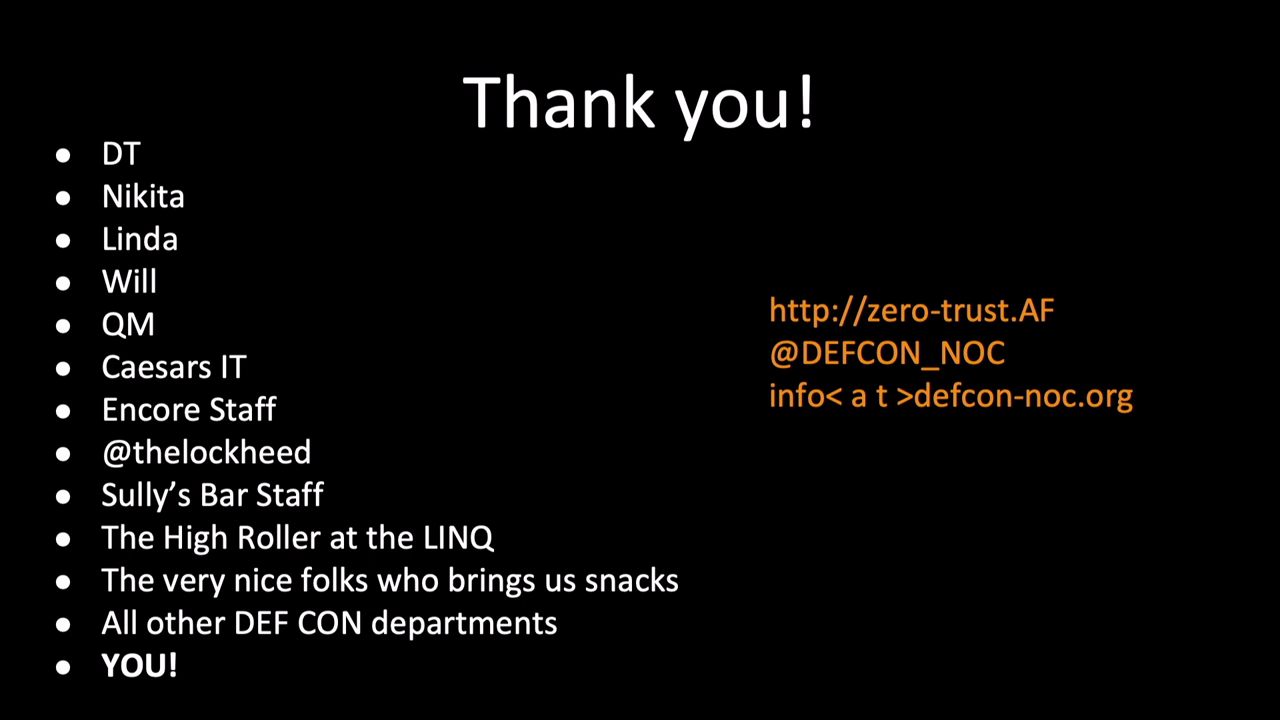 Thank you!
● DT
● Nikita
● Linda
● Will
● QM
● Caesars IT
● Encore Staff
● @thelockheed
● Sully’s Bar Staff
● The High Roller at the LINQ
● The very nice folks who brings us snacks
● All other DEF CON departments
● YOU!
http://zero-trust.AF
@DEFCON_NOC
info< a t >defcon-noc.org